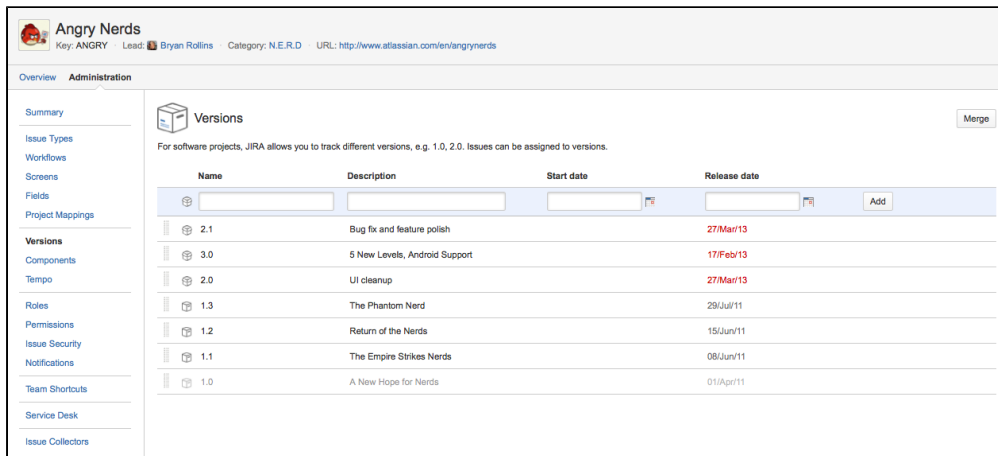 Angry Nerds
Key: ANGRY · Lead: Bryan Rollins · Category: N.E.R.D · URL: http://www.atlassian.com/en/angrynerds
Overview Administration
Summary
Issue Types
Workflows
Screens
Fields
Project Mappings
Versions
Components
Tempo
Roles
Permissions
Issue Security
Notifications
Team Shortcuts
Service Desk
Issue Collectors
Versions
Merge
For software projects, JIRA allows you to track different versions, e.g. 1.0, 2.0. Issues can be assigned to versions.
Name Description Start date Release date
Add
2.1 Bug fix and feature polish 27/Mar/13
3.0 5 New Levels, Android Support 17/Feb/13
2.0 UI cleanup 27/Mar/13
1.3 The Phantom Nerd 29/Jul/11
1.2 Return of the Nerds 15/Jun/11
1.1 The Empire Strikes Nerds 08/Jun/11
1.0 A New Hope for Nerds 01/Apr/11